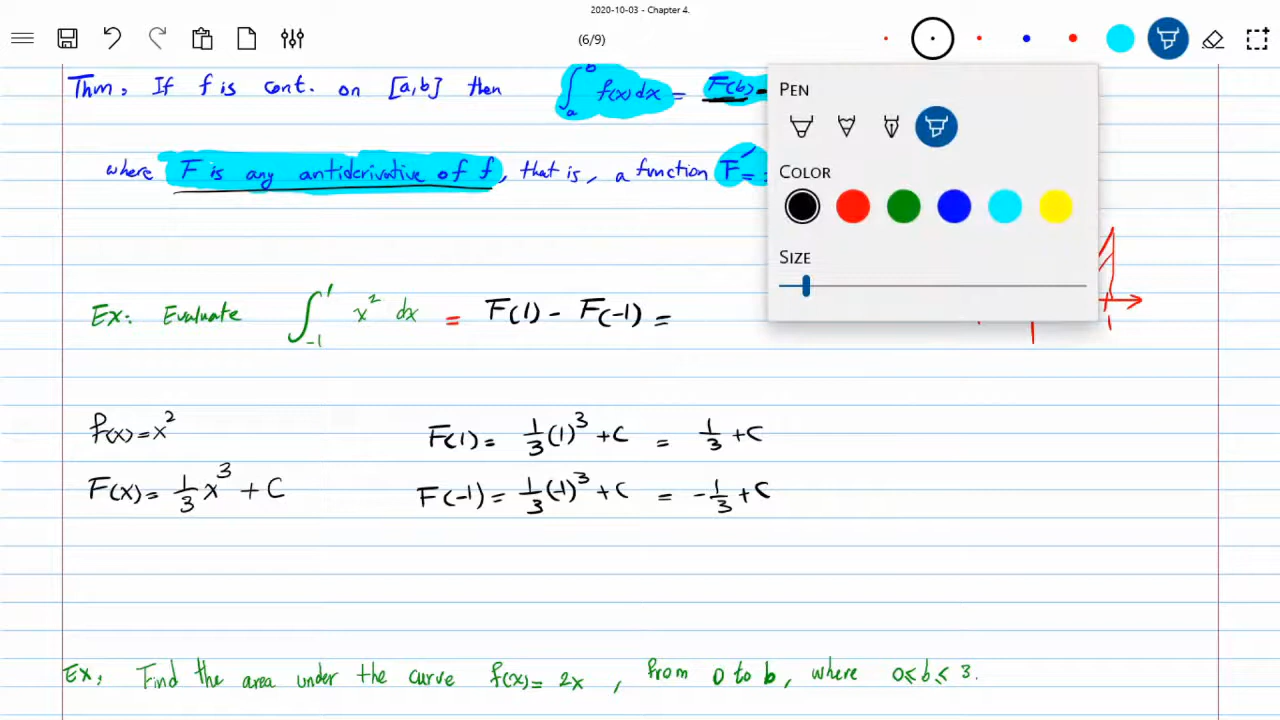 2020-10-03 - Chapter 4.
(6/9)
Thm, If f is cont. on [a,b] then ∫_a^b f(x) dx = F(b) -
where F is any antiderivative of f, that is, a function F' =
PEN
COLOR
SIZE
Ex: Evaluate ∫_{-1}^1 x² dx = F(1) - F(-1) =
f(x) = x²
F(x) = 1/3 x³ + C
F(1) = 1/3 (1)³ + C = 1/3 + C
F(-1) = 1/3 (-1)³ + C = -1/3 + C
Ex, Find the area under the curve f(x) = 2x , from 0 to b, where 0 ≤ b ≤ 3.